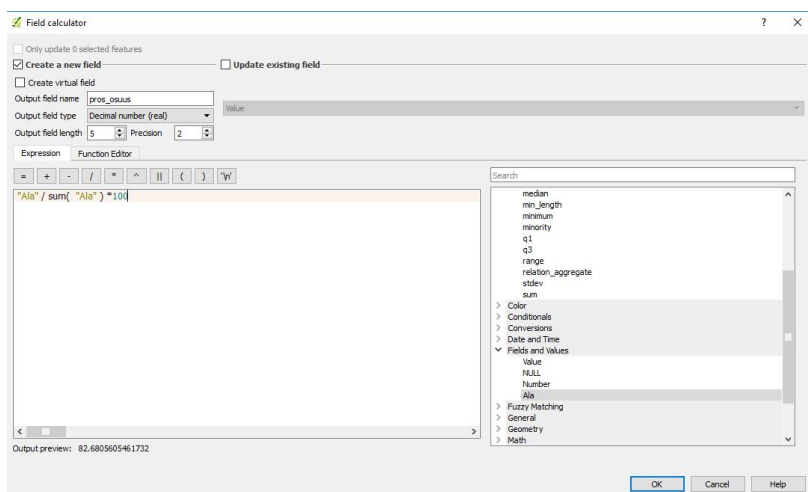 Field calculator ? X
Only update 0 selected features
Create a new field
Update existing field
Create virtual field
Output field name pros_osuus
Output field type Decimal number (real)
Output field length 5 Precision 2
Value
Expression Function Editor
= + - / * ^ || ( ) '\n'
"Ala" / sum( "Ala" ) *100
Output preview: 82.6805605461732
Search
median
min_length
minimum
minority
q1
q3
range
relation_aggregate
stdev
sum
Color
Conditionals
Conversions
Date and Time
Fields and Values
Value
NULL
Number
Ala
Fuzzy Matching
General
Geometry
Math
OK Cancel Help